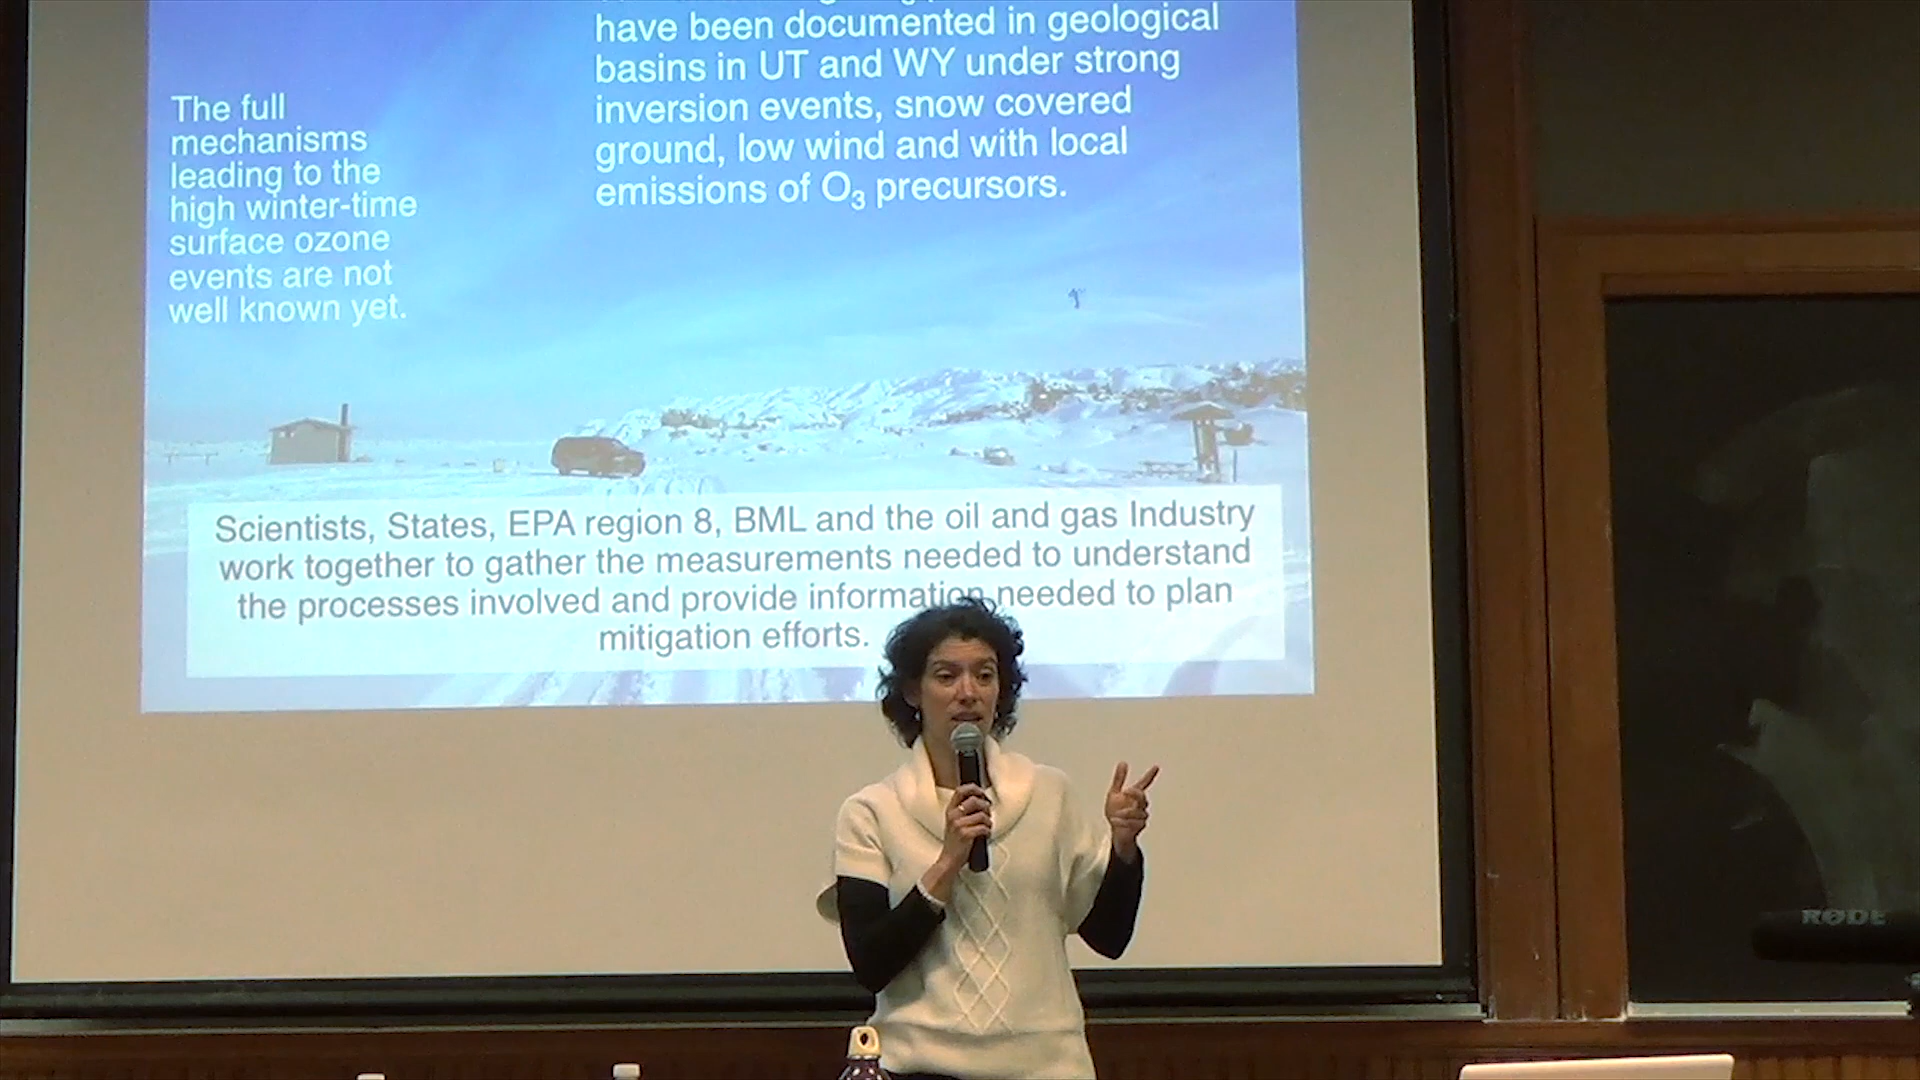 have been documented in geological
basins in UT and WY under strong
inversion events, snow covered
ground, low wind and with local
emissions of O₃ precursors.
The full
mechanisms
leading to the
high winter-time
surface ozone
events are not
well known yet.
Scientists, States, EPA region 8, BML and the oil and gas Industry
work together to gather the measurements needed to understand
the processes involved and provide information needed to plan
mitigation efforts.
RØDE